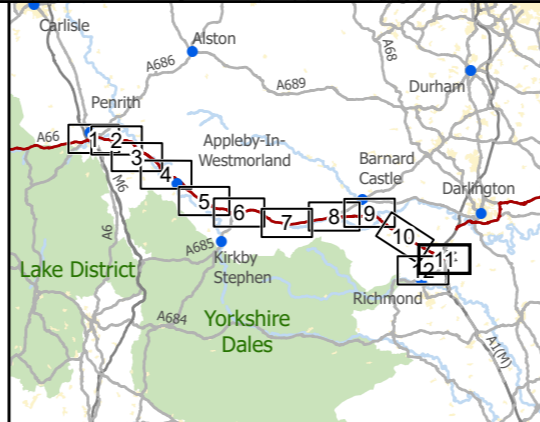 Carlisle
Alston
A686
A68
A689
Durham
Penrith
A66
1
2
Appleby-In-
Westmorland
3
4
Barnard
Castle
Darlington
M6
5
6
7
8
9
10
A6
A685
Kirkby
Stephen
11
12
Lake District
Richmond
A684
Yorkshire
Dales
A1(M)